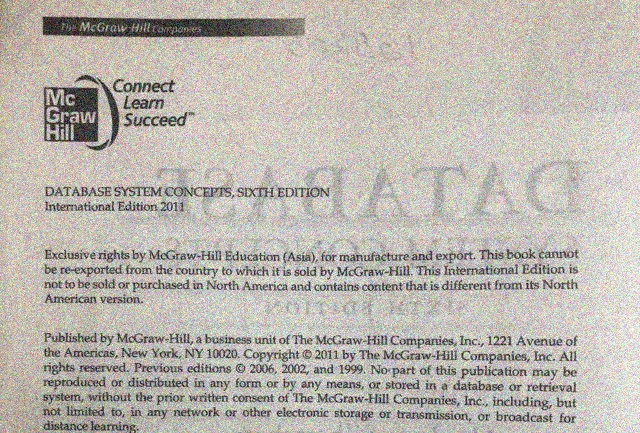 The McGraw-Hill Companies
Mc
Graw
Hill
Connect
Learn
Succeed™
DATABASE SYSTEM CONCEPTS, SIXTH EDITION
International Edition 2011
Exclusive rights by McGraw-Hill Education (Asia), for manufacture and export. This book cannot
be re-exported from the country to which it is sold by McGraw-Hill. This International Edition is
not to be sold or purchased in North America and contains content that is different from its North
American version.
Published by McGraw-Hill, a business unit of The McGraw-Hill Companies, Inc., 1221 Avenue of
the Americas, New York, NY 10020. Copyright © 2011 by The McGraw-Hill Companies, Inc. All
rights reserved. Previous editions © 2006, 2002, and 1999. No part of this publication may be
reproduced or distributed in any form or by any means, or stored in a database or retrieval
system, without the prior written consent of The McGraw-Hill Companies, Inc., including, but
not limited to, in any network or other electronic storage or transmission, or broadcast for
distance learning.